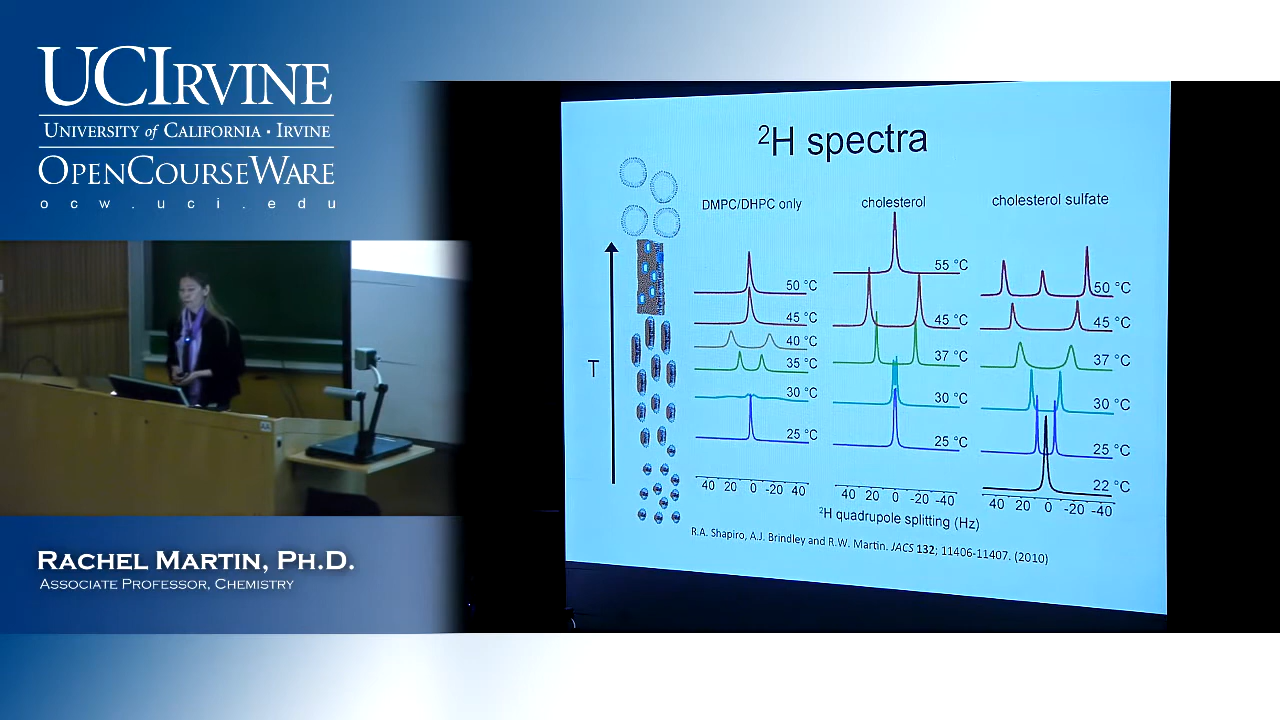 UCIRVINE
UNIVERSITY of CALIFORNIA · IRVINE
OPENCOURSEWARE
ocw.uci.edu
RACHEL MARTIN, PH.D.
ASSOCIATE PROFESSOR, CHEMISTRY
²H spectra
DMPC/DHPC only
50 °C
45 °C
40 °C
35 °C
30 °C
25 °C
40 20 0 -20 40
cholesterol
55 °C
45 °C
37 °C
30 °C
25 °C
40 20 0 -20 -40
cholesterol sulfate
50 °C
45 °C
37 °C
30 °C
25 °C
22 °C
40 20 0 -20 -40
T
²H quadrupole splitting (Hz)
R.A. Shapiro, A.J. Brindley and R.W. Martin. JACS 132; 11406-11407. (2010)